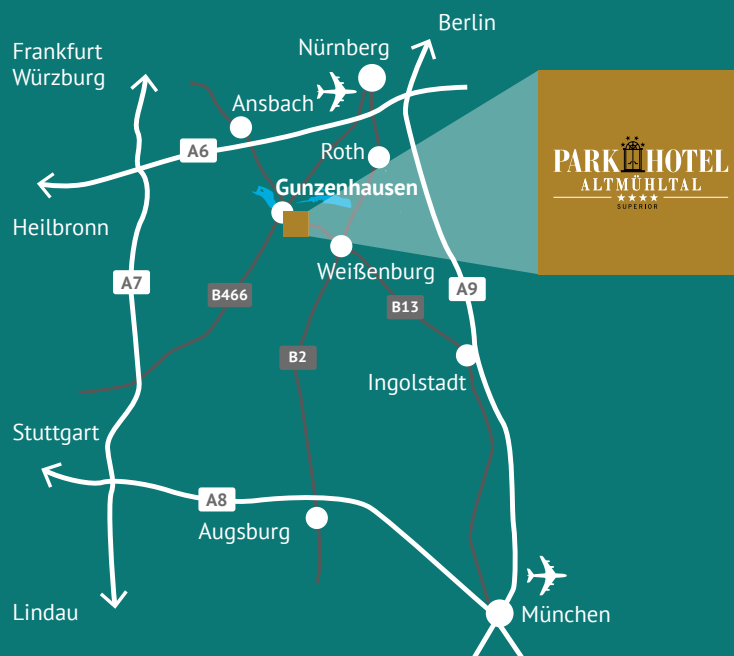 Berlin
Frankfurt
Würzburg
Nürnberg
Ansbach
A6
Roth
PARK HOTEL
ALTMÜHLTAL
SUPERIOR
Gunzenhausen
Heilbronn
Weißenburg
A7
B466
A9
B13
B2
Ingolstadt
Stuttgart
A8
Augsburg
Lindau
München